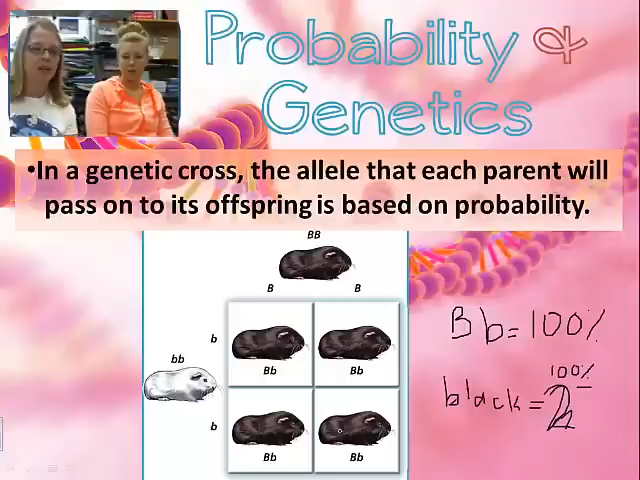 Probability &
Genetics
•In a genetic cross, the allele that each parent will
pass on to its offspring is based on probability.
BB
B B
b
bb
Bb Bb
b
Bb Bb
Bb = 100%
100%
black =